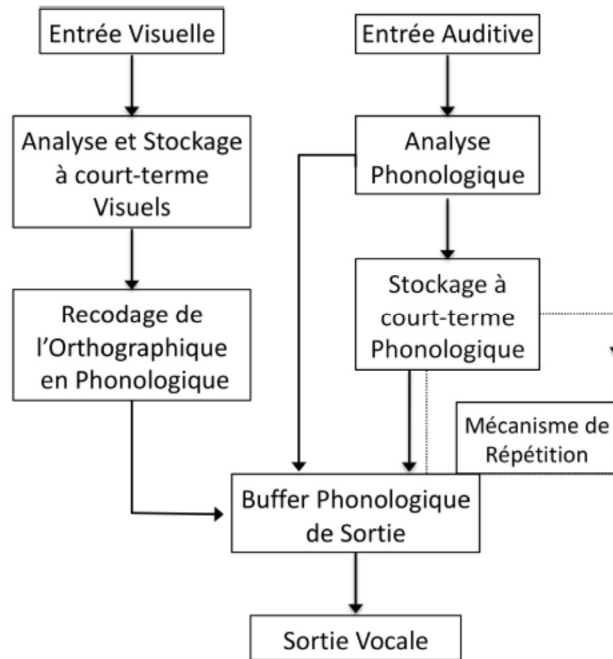 Entrée Visuelle
Entrée Auditive
Analyse et Stockage
à court-terme
Visuels
Analyse
Phonologique
Recodage de
l'Orthographique
en Phonologique
Stockage à
court-terme
Phonologique
Mécanisme de
Répétition
Buffer Phonologique
de Sortie
Sortie Vocale